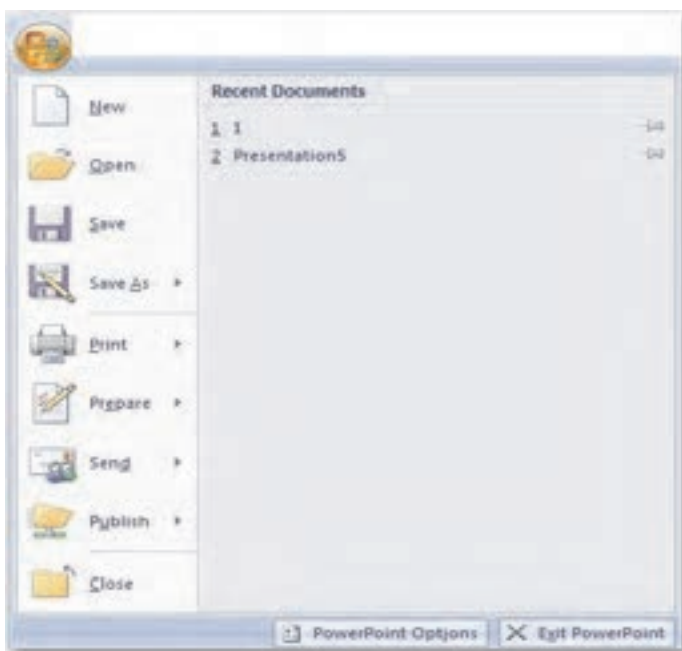 New
Open
Save
Save As
Print
Prepare
Send
Publish
Close
Recent Documents
1 1
2 Presentation5
PowerPoint Options
Exit PowerPoint